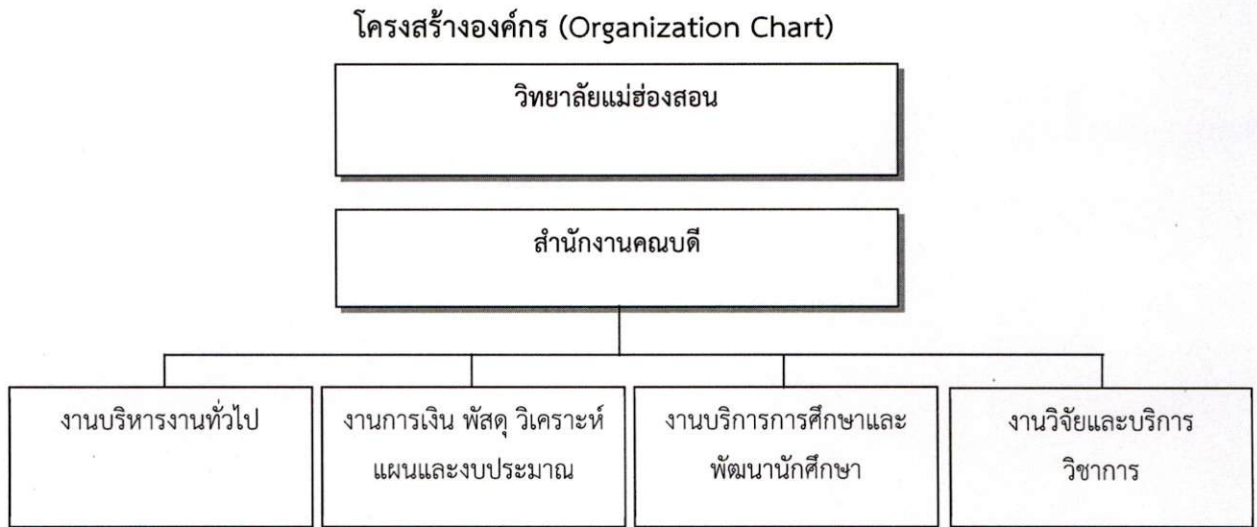 โครงสร้างองค์กร (Organization Chart)
วิทยาลัยแม่ฮ่องสอน
สำนักงานคณบดี
งานบริหารงานทั่วไป
งานการเงิน พัสดุ วิเคราะห์
แผนและงบประมาณ
งานบริการการศึกษาและ
พัฒนานักศึกษา
งานวิจัยและบริการ
วิชาการ